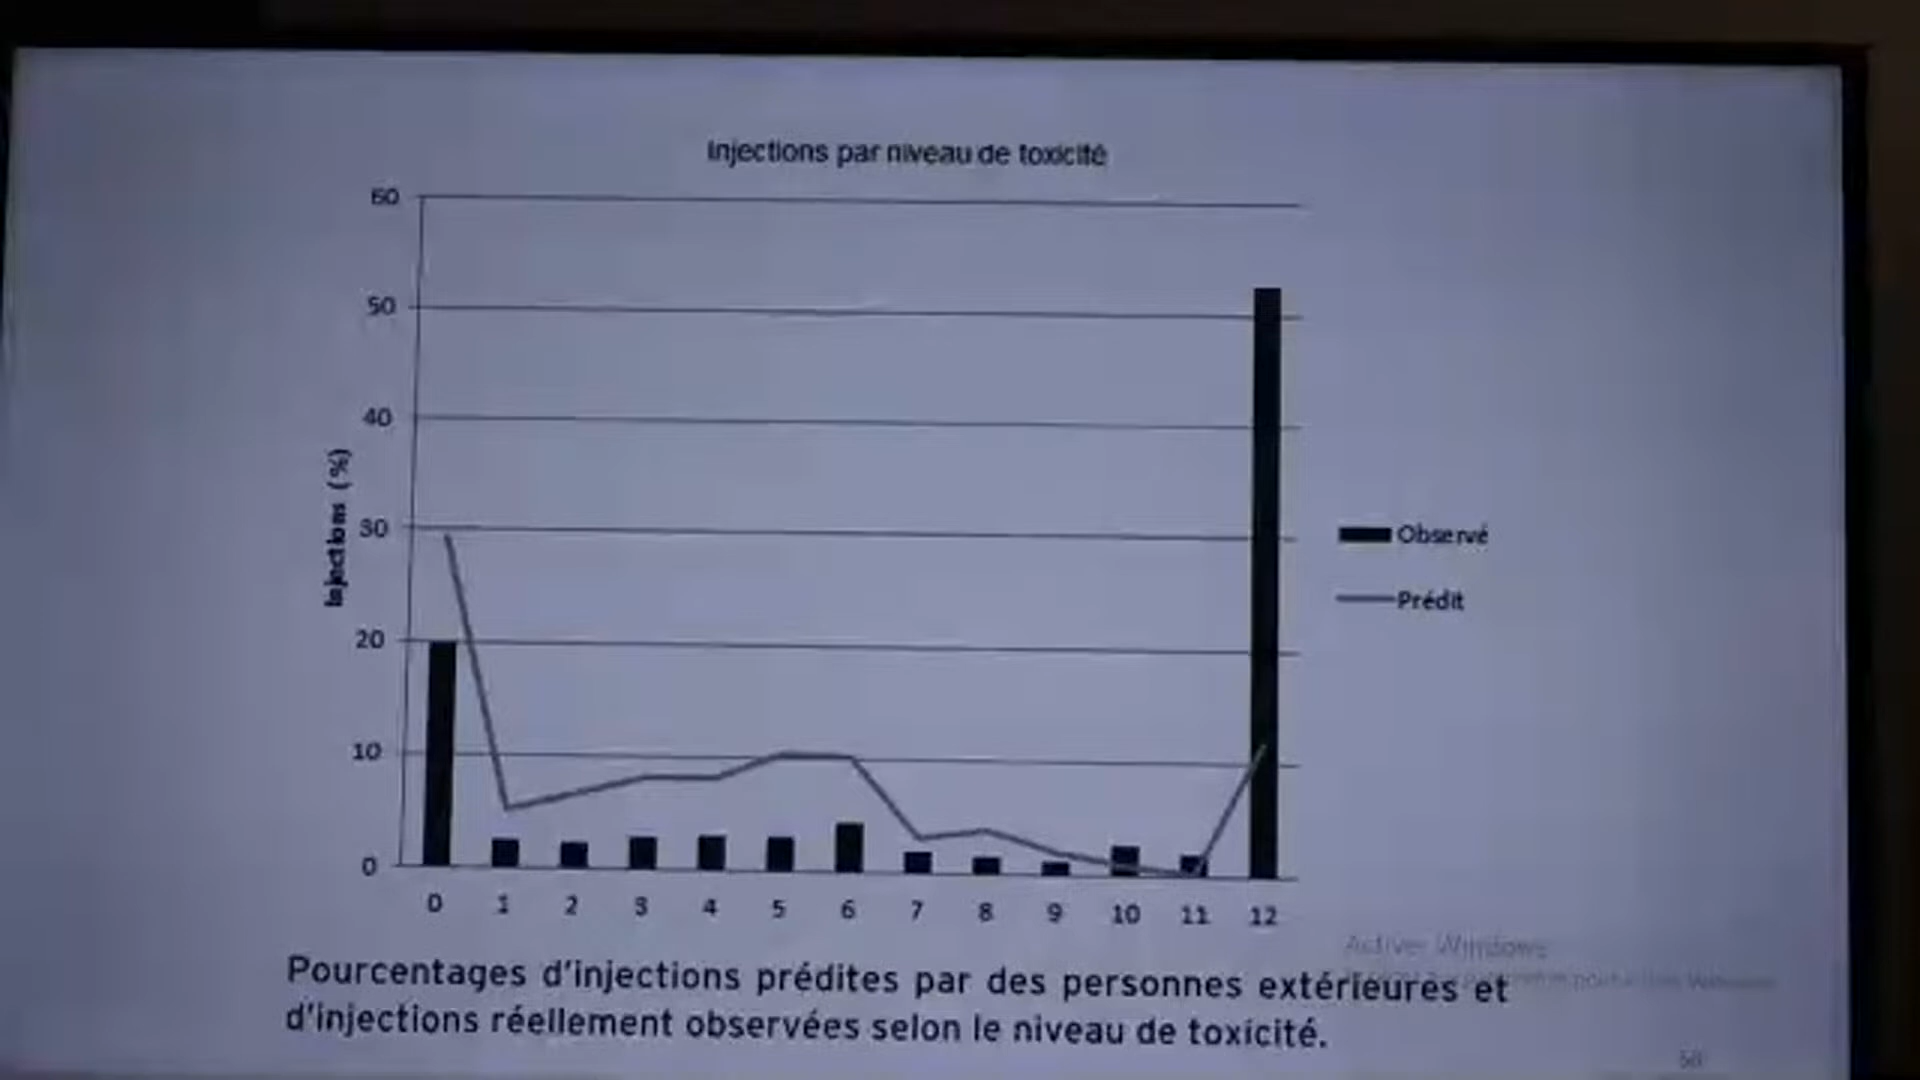 Injections par niveau de toxicité
60
50
40
30
20
10
0
Injections (%)
0 1 2 3 4 5 6 7 8 9 10 11 12
Observé
Prédit
Activer Windows
Pourcentages d'injections prédites par des personnes extérieures et
d'injections réellement observées selon le niveau de toxicité.